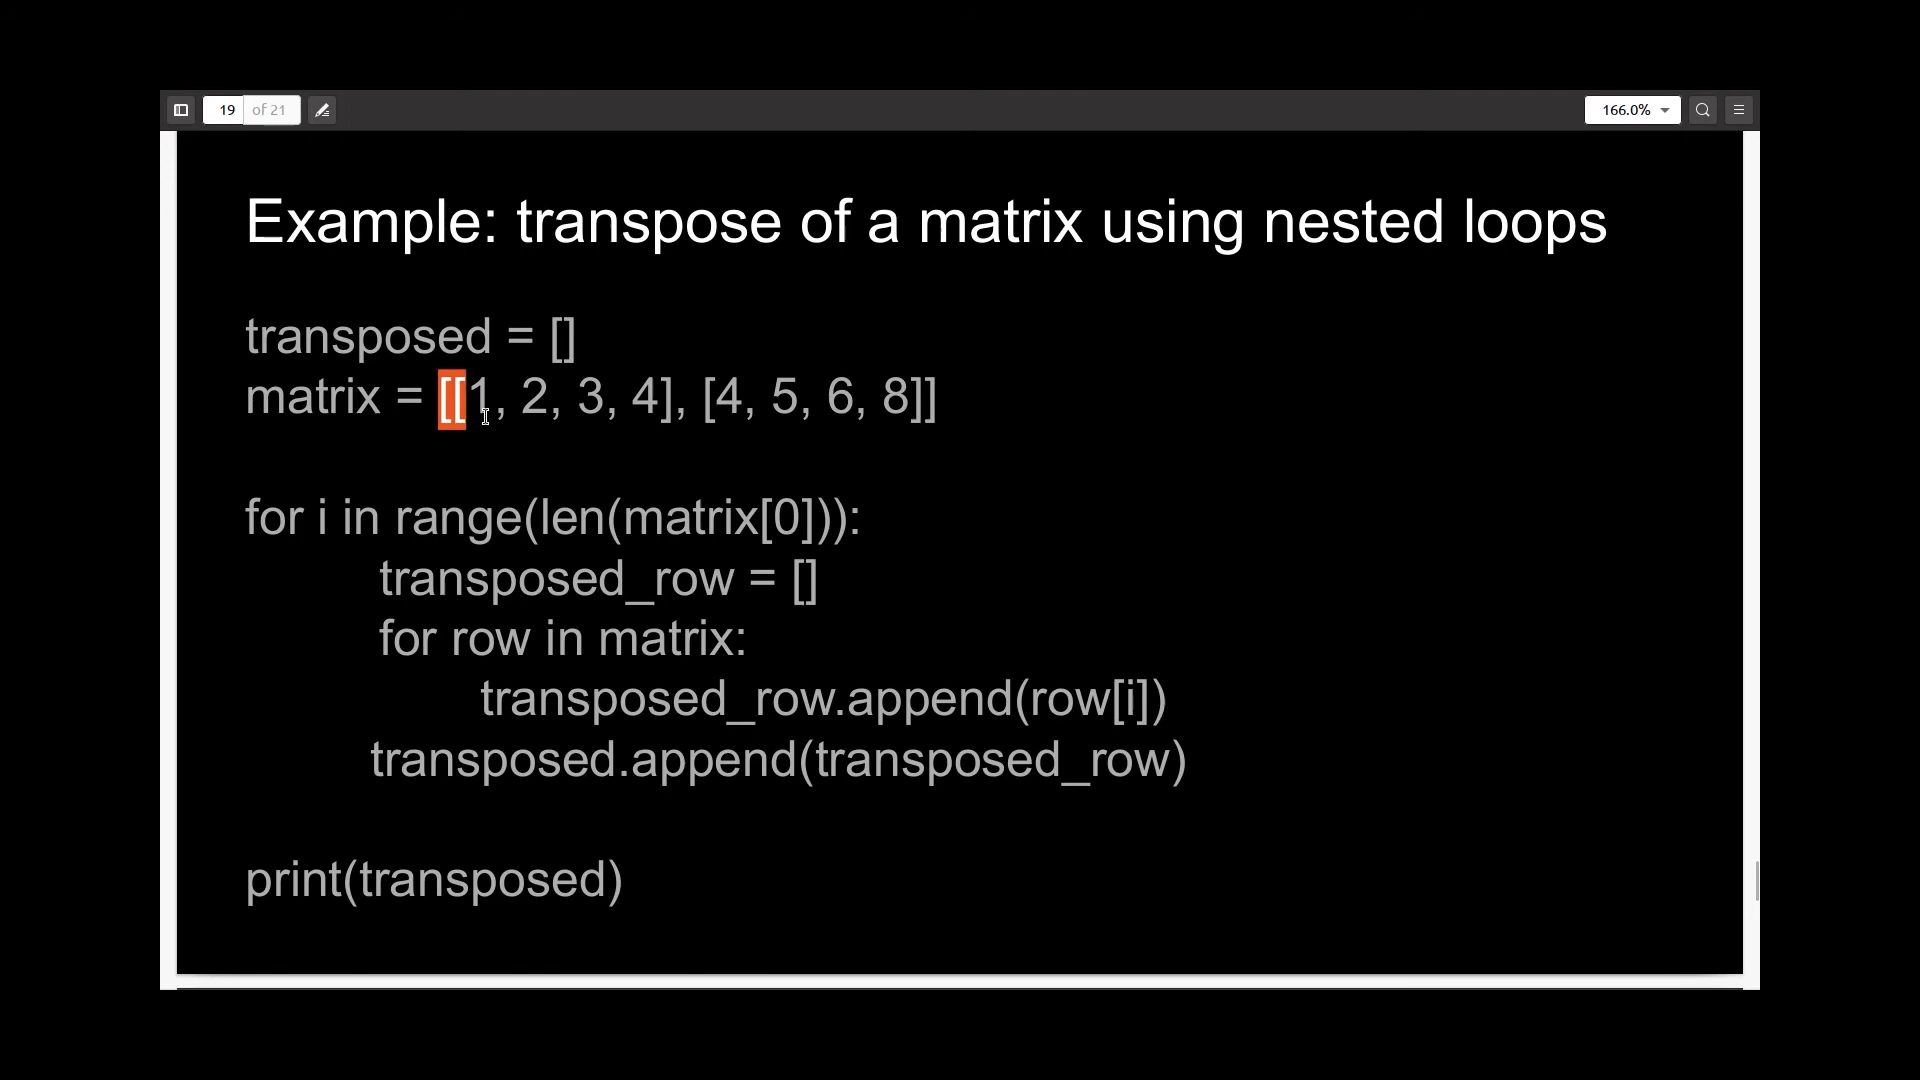 19 of 21
166.0%
Example: transpose of a matrix using nested loops
transposed = []
matrix = [[1, 2, 3, 4], [4, 5, 6, 8]]
for i in range(len(matrix[0])):
transposed_row = []
for row in matrix:
transposed_row.append(row[i])
transposed.append(transposed_row)
print(transposed)